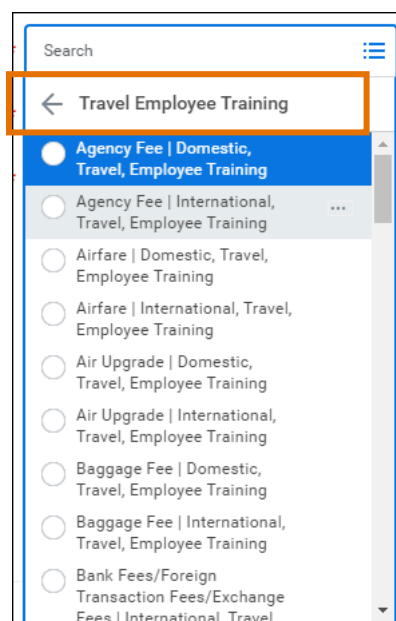 Search
Travel Employee Training
Agency Fee | Domestic,
Travel, Employee Training
Agency Fee | International,
Travel, Employee Training
Airfare | Domestic, Travel,
Employee Training
Airfare | International, Travel,
Employee Training
Air Upgrade | Domestic,
Travel, Employee Training
Air Upgrade | International,
Travel, Employee Training
Baggage Fee | Domestic,
Travel, Employee Training
Baggage Fee | International,
Travel, Employee Training
Bank Fees/Foreign
Transaction Fees/Exchange
Fees | International, Travel